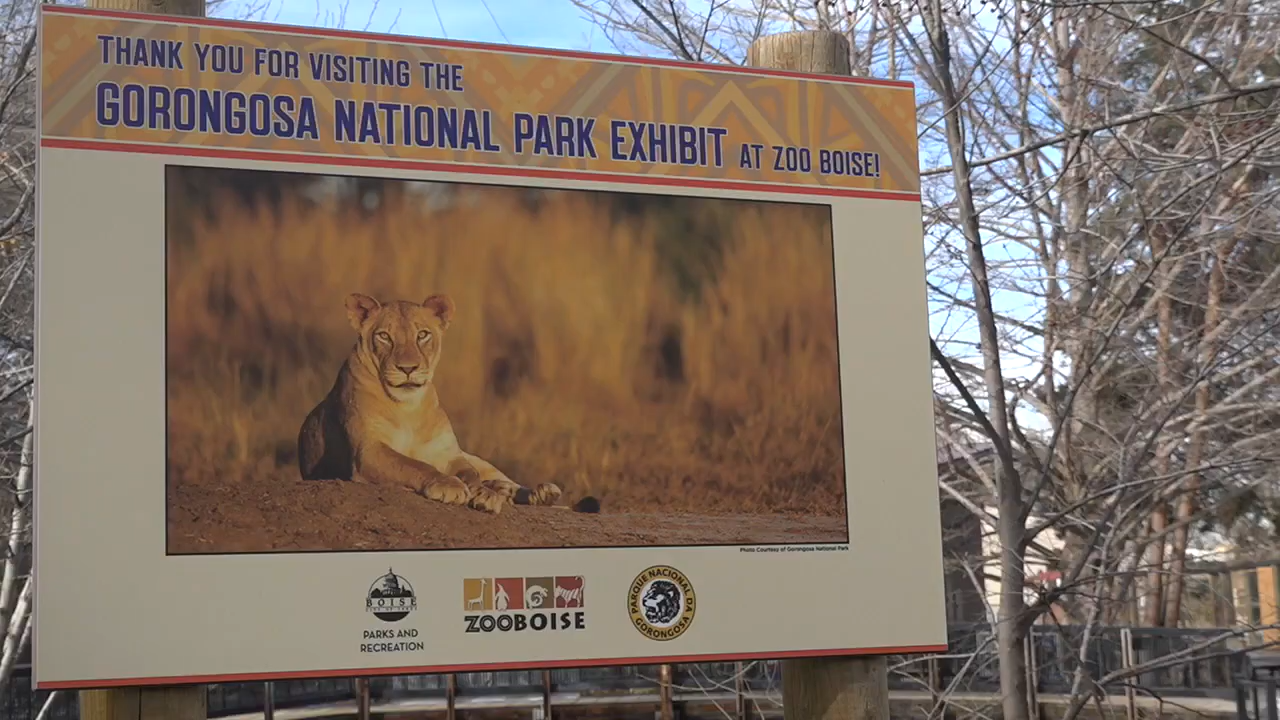 THANK YOU FOR VISITING THE
GORONGOSA NATIONAL PARK EXHIBIT AT ZOO BOISE!
Photo Courtesy of Gorongosa National Park
BOISE
PARKS AND
RECREATION
ZOOBOISE
PARQUE NACIONAL DA
GORONGOSA